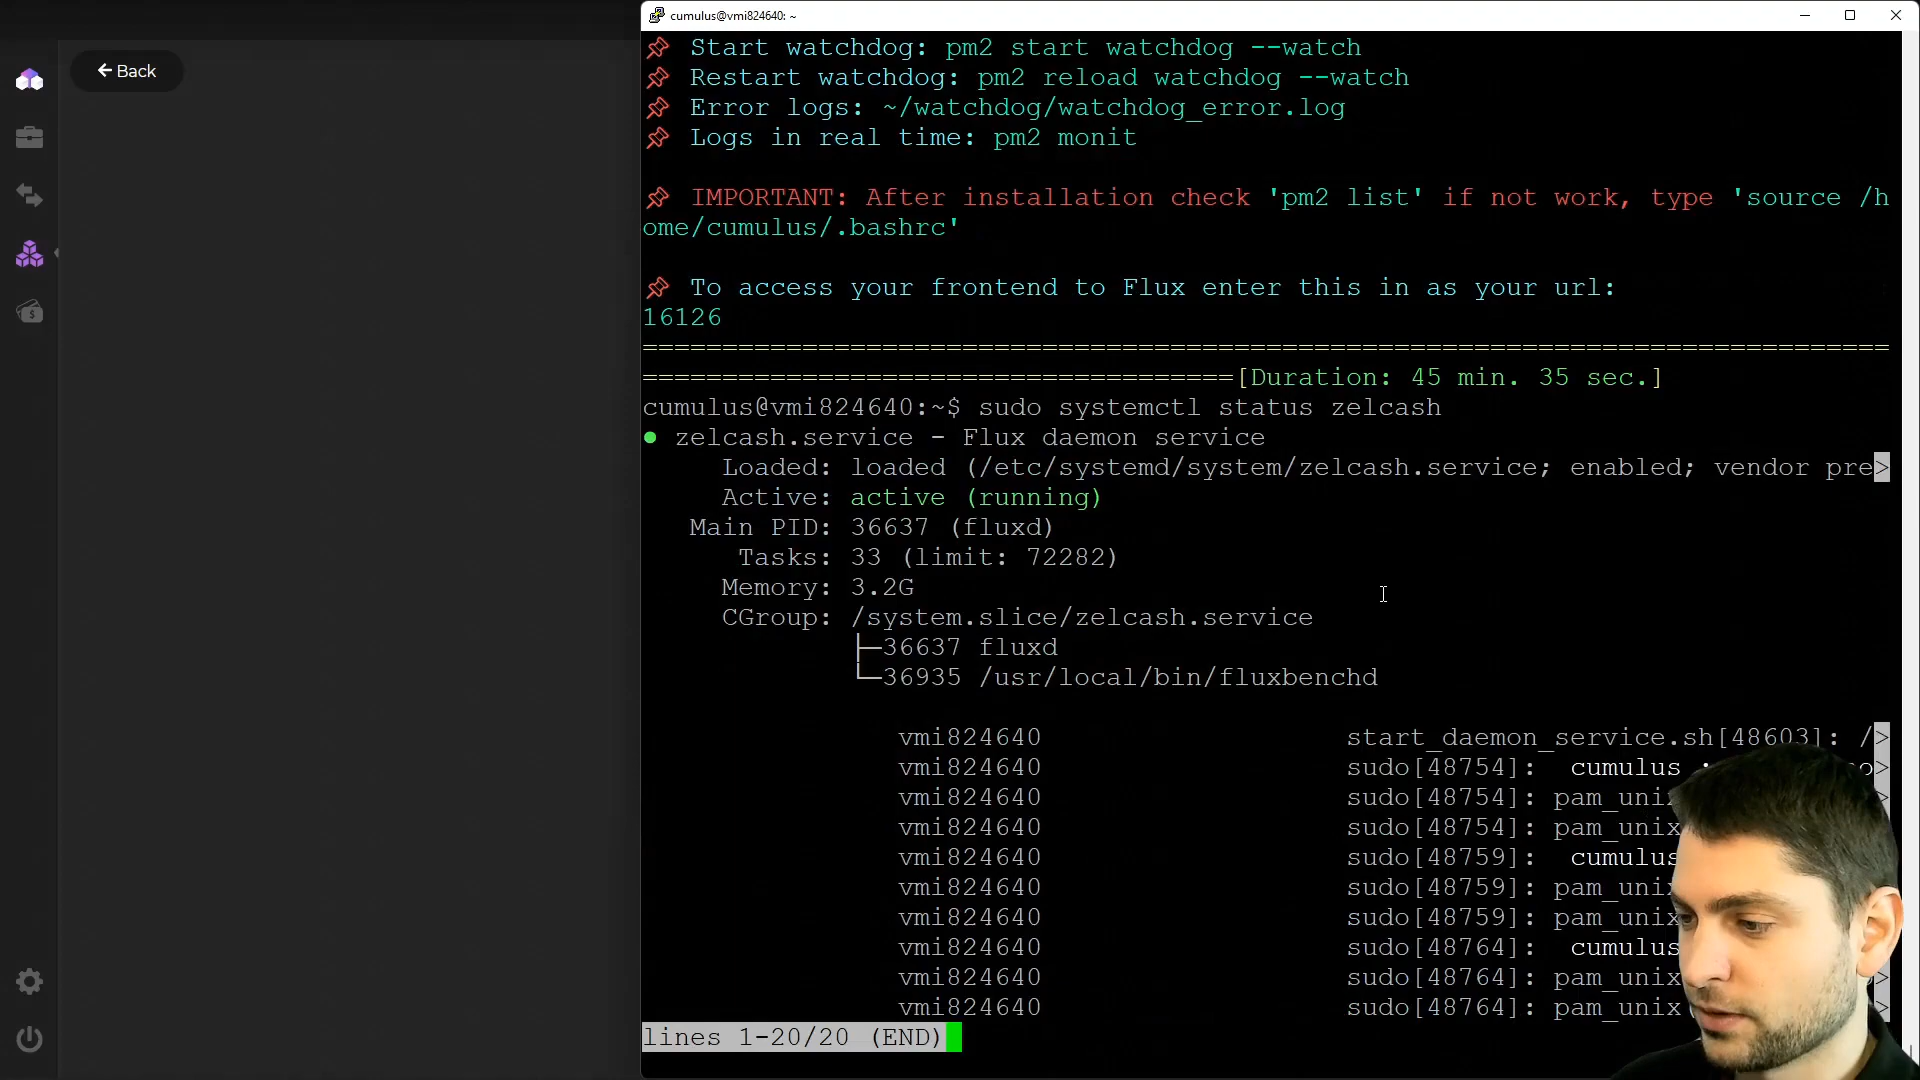 cumulus@vmi824640: ~
← Back
Start watchdog: pm2 start watchdog --watch
Restart watchdog: pm2 reload watchdog --watch
Error logs: ~/watchdog/watchdog_error.log
Logs in real time: pm2 monit
IMPORTANT: After installation check 'pm2 list' if not work, type 'source /h
ome/cumulus/.bashrc'
To access your frontend to Flux enter this in as your url:
16126
==============================================================================
=====================================[Duration: 45 min. 35 sec.]
cumulus@vmi824640:~$ sudo systemctl status zelcash
● zelcash.service - Flux daemon service
Loaded: loaded (/etc/systemd/system/zelcash.service; enabled; vendor pre>
Active: active (running)
Main PID: 36637 (fluxd)
Tasks: 33 (limit: 72282)
Memory: 3.2G
CGroup: /system.slice/zelcash.service
├─36637 fluxd
└─36935 /usr/local/bin/fluxbenchd
vmi824640 start_daemon_service.sh[48603]: />
vmi824640 sudo[48754]: cumulus :
vmi824640 sudo[48754]: pam_unix
vmi824640 sudo[48754]: pam_unix
vmi824640 sudo[48759]: cumulus
vmi824640 sudo[48759]: pam_unix
vmi824640 sudo[48759]: pam_unix
vmi824640 sudo[48764]: cumulus
vmi824640 sudo[48764]: pam_unix
vmi824640 sudo[48764]: pam_unix
lines 1-20/20 (END)